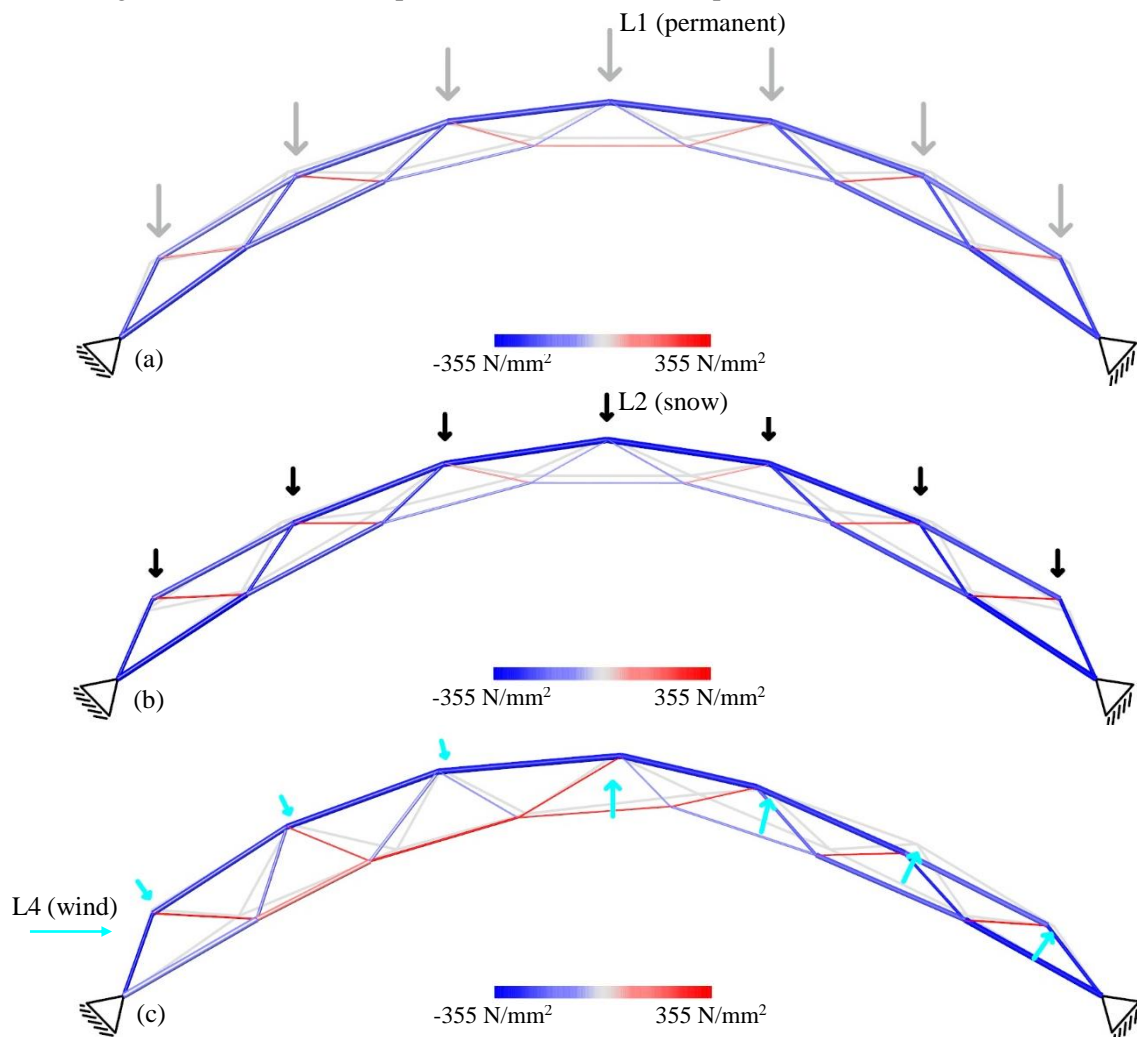 L1 (permanent)
(a)
-355 N/mm²
355 N/mm²
L2 (snow)
(b)
-355 N/mm²
355 N/mm²
L4 (wind)
(c)
-355 N/mm²
355 N/mm²